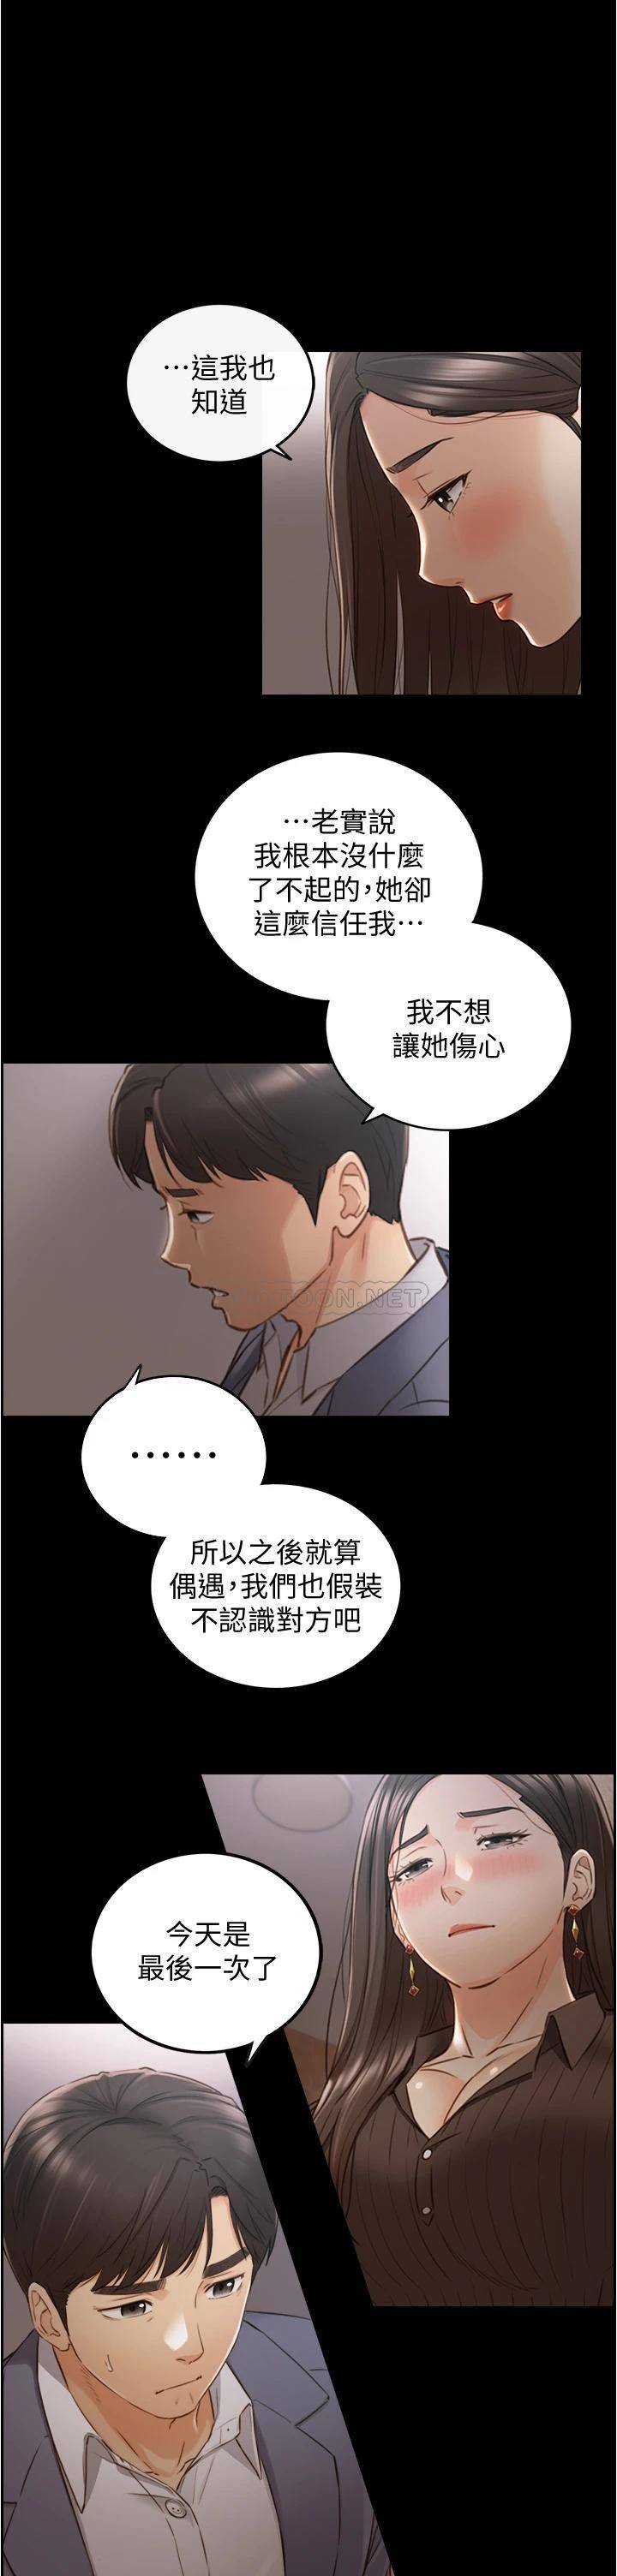 …這我也
知道
…老實說
我根本沒什麼
了不起的,她卻
這麼信任我…
我不想
讓她傷心
TOON.NET
……
所以之後就算
偶遇,我們也假裝
不認識對方吧
今天是
最後一次了